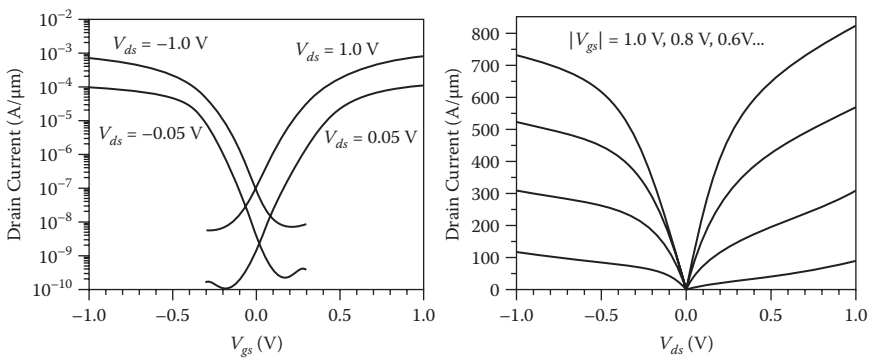 Drain Current (A/μm)
10⁻²
10⁻³
10⁻⁴
10⁻⁵
10⁻⁶
10⁻⁷
10⁻⁸
10⁻⁹
10⁻¹⁰
V_ds = −1.0 V
V_ds = 1.0 V
V_ds = −0.05 V
V_ds = 0.05 V
−1.0 −0.5 0.0 0.5 1.0
V_gs (V)
Drain Current (A/μm)
800
700
600
500
400
300
200
100
0
|V_gs| = 1.0 V, 0.8 V, 0.6V...
−1.0 −0.5 0.0 0.5 1.0
V_ds (V)